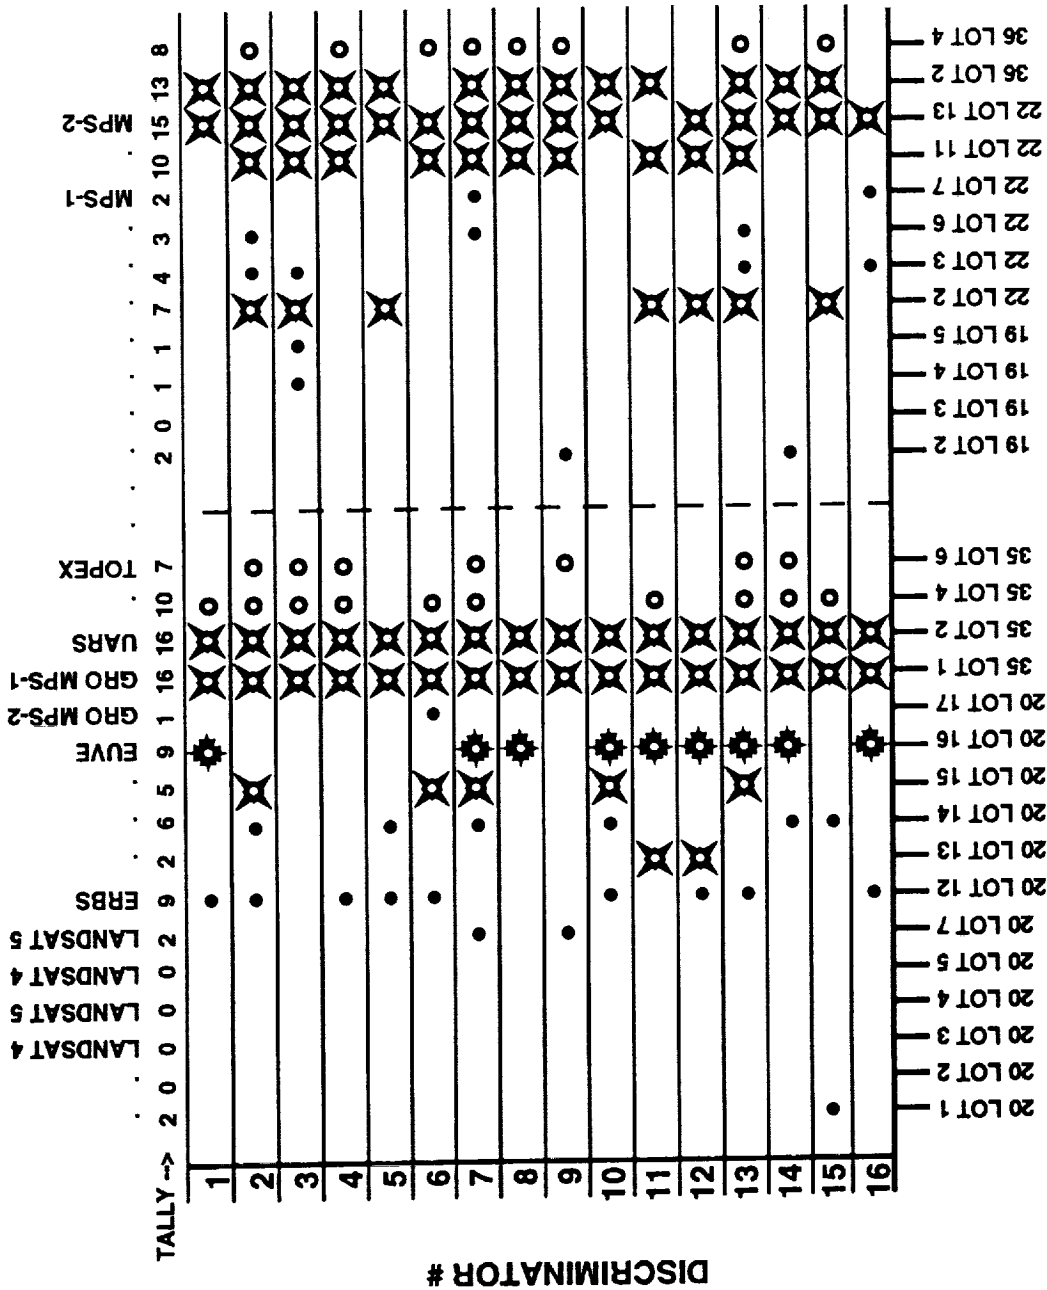 DISCRIMINATOR #
TALLY -->
1
2
3
4
5
6
7
8
9
10
11
12
13
14
15
16
. 2 20 LOT 1
. 0 20 LOT 2
LANDSAT 4 0 20 LOT 3
LANDSAT 5 0 20 LOT 4
LANDSAT 4 0 20 LOT 5
LANDSAT 5 2 20 LOT 7
ERBS 9 20 LOT 12
. 2 20 LOT 13
. 6 20 LOT 14
. 5 20 LOT 15
EUVE 9 20 LOT 16
GRO MPS-2 1 20 LOT 17
GRO MPS-1 16 35 LOT 1
UARS 16 35 LOT 2
. 10 35 LOT 4
TOPEX 7 35 LOT 6
. 2 19 LOT 2
. 0 19 LOT 3
. 1 19 LOT 4
. 1 19 LOT 5
. 7 22 LOT 2
. 4 22 LOT 3
. 3 22 LOT 6
MPS-1 2 22 LOT 7
. 10 22 LOT 11
MPS-2 15 22 LOT 13
13 36 LOT 2
8 36 LOT 4